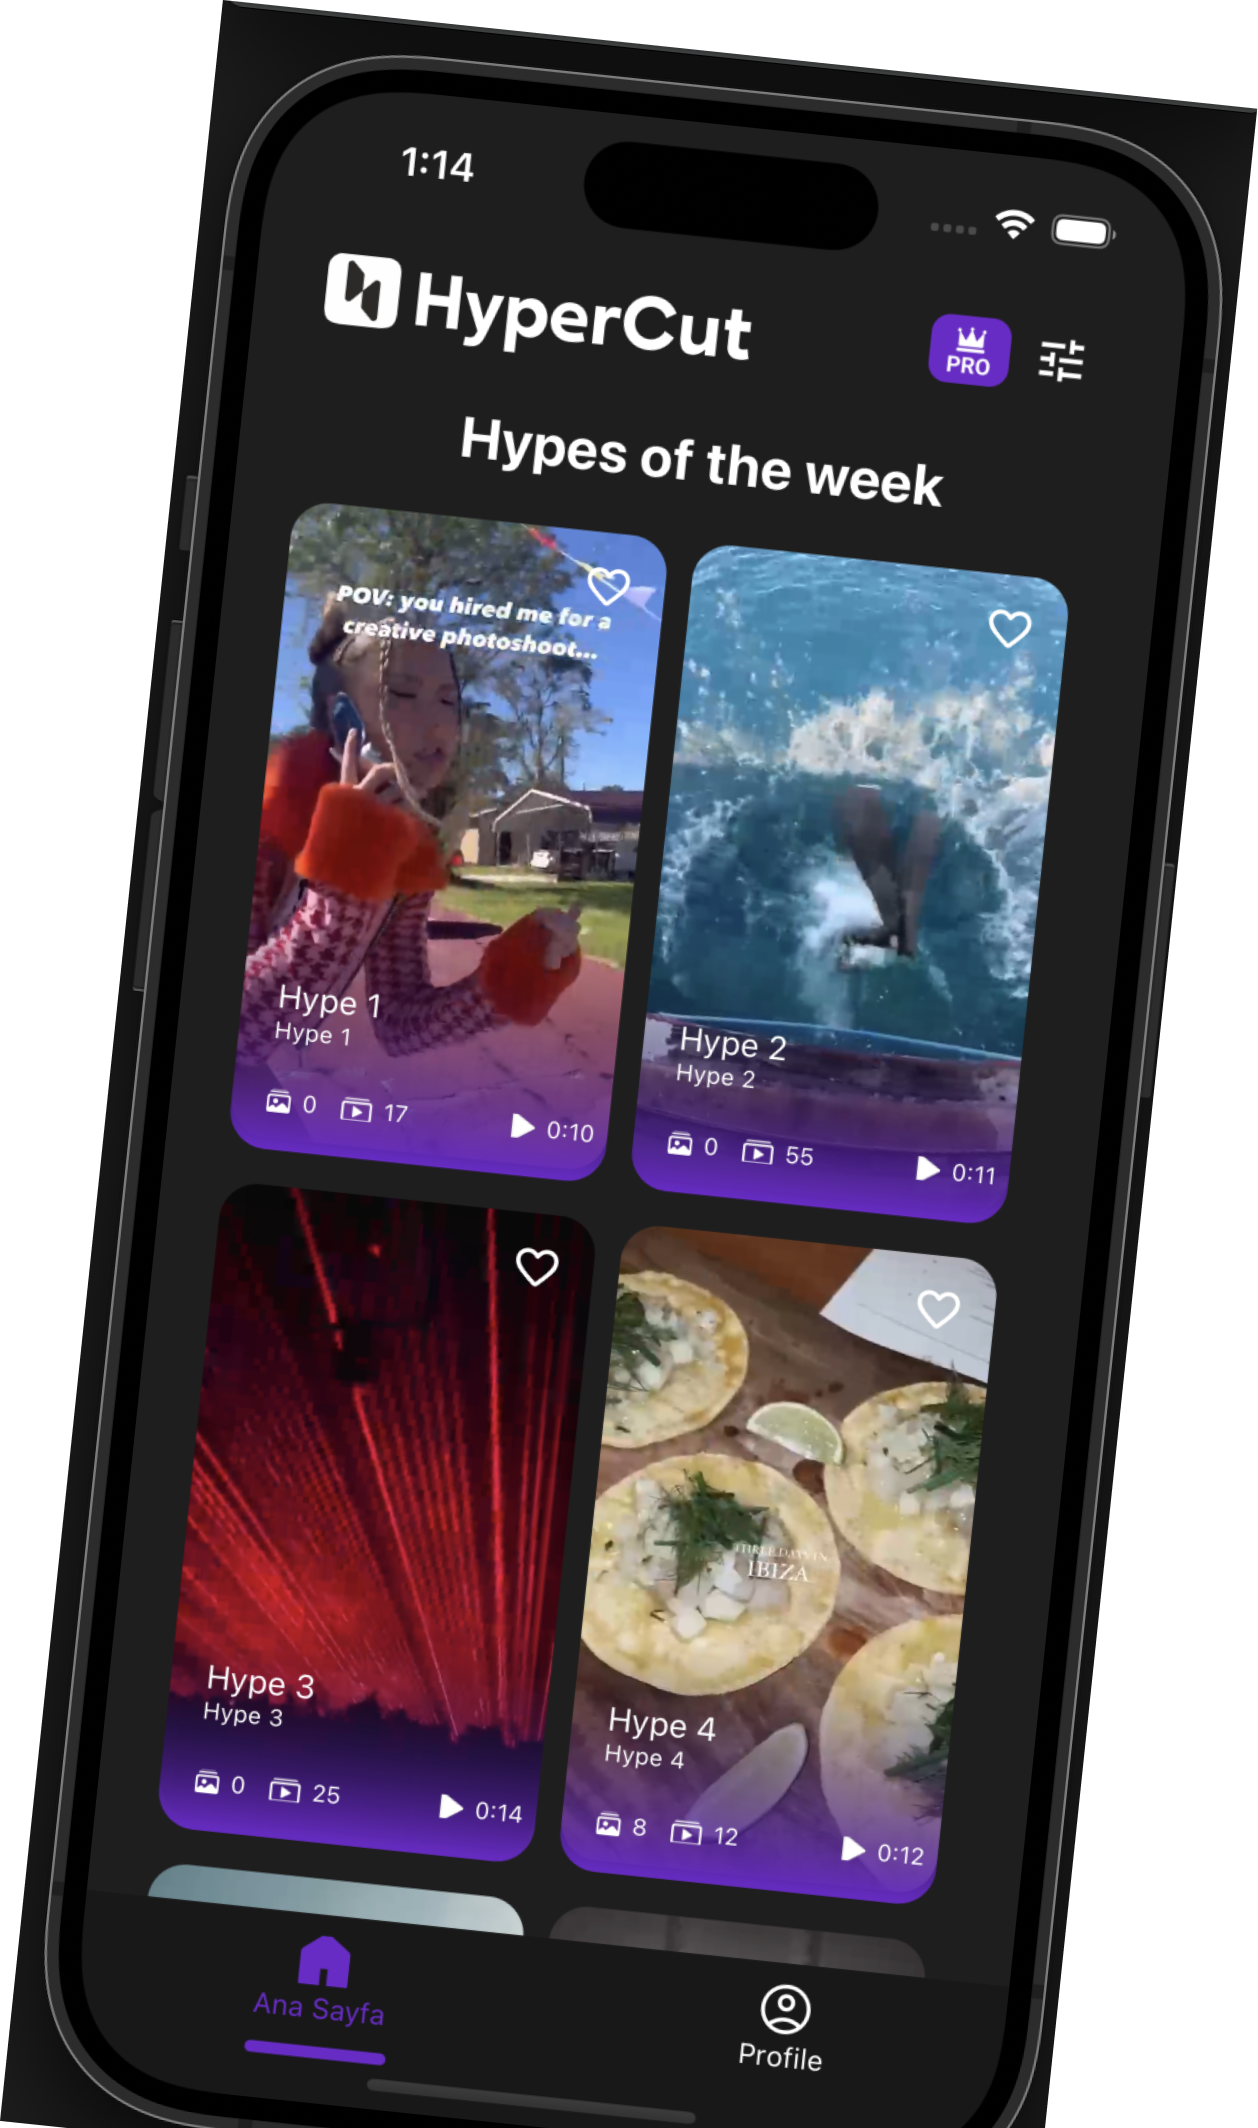 1:14
HyperCut
PRO
Hypes of the week
POV: you hired me for a
creative photoshoot...
Hype 1
Hype 1
0 17 0:10
Hype 2
Hype 2
0 55 0:11
Hype 3
Hype 3
0 25 0:14
THREE DAYS IN
IBIZA
Hype 4
Hype 4
8 12 0:12
Ana Sayfa
Profile